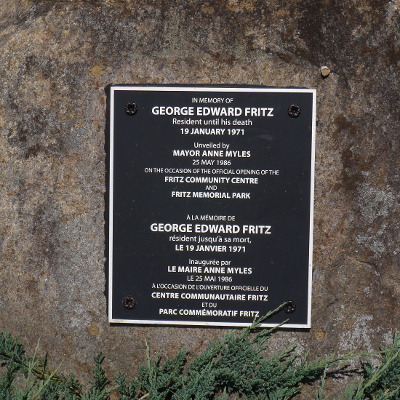 IN MEMORY OF
GEORGE EDWARD FRITZ
Resident until his death
19 JANUARY 1971
Unveiled by
MAYOR ANNE MYLES
25 MAY 1986
ON THE OCCASION OF THE OFFICIAL OPENING OF THE
FRITZ COMMUNITY CENTRE
AND
FRITZ MEMORIAL PARK
À LA MÉMOIRE DE
GEORGE EDWARD FRITZ
résident jusqu'à sa mort,
LE 19 JANVIER 1971
Inaugurée par
LE MAIRE ANNE MYLES
LE 25 MAI 1986
À L'OCCASION DE L'OUVERTURE OFFICIELLE DU
CENTRE COMMUNAUTAIRE FRITZ
ET DU
PARC COMMÉMORATIF FRITZ